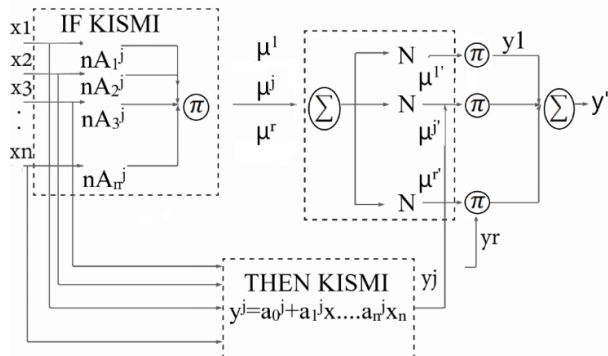 x1
x2
x3
:
xn
IF KISMI
nA₁ʲ
nA₂ʲ
nA₃ʲ
nAₙʲ
π
μ¹
μʲ
μʳ
Σ
N
N
N
μ¹'
μʲ'
μʳ'
π
π
π
y1
yj
yr
Σ
y'
THEN KISMI
yʲ=a₀ʲ+a₁ʲx....aₙʲxₙ